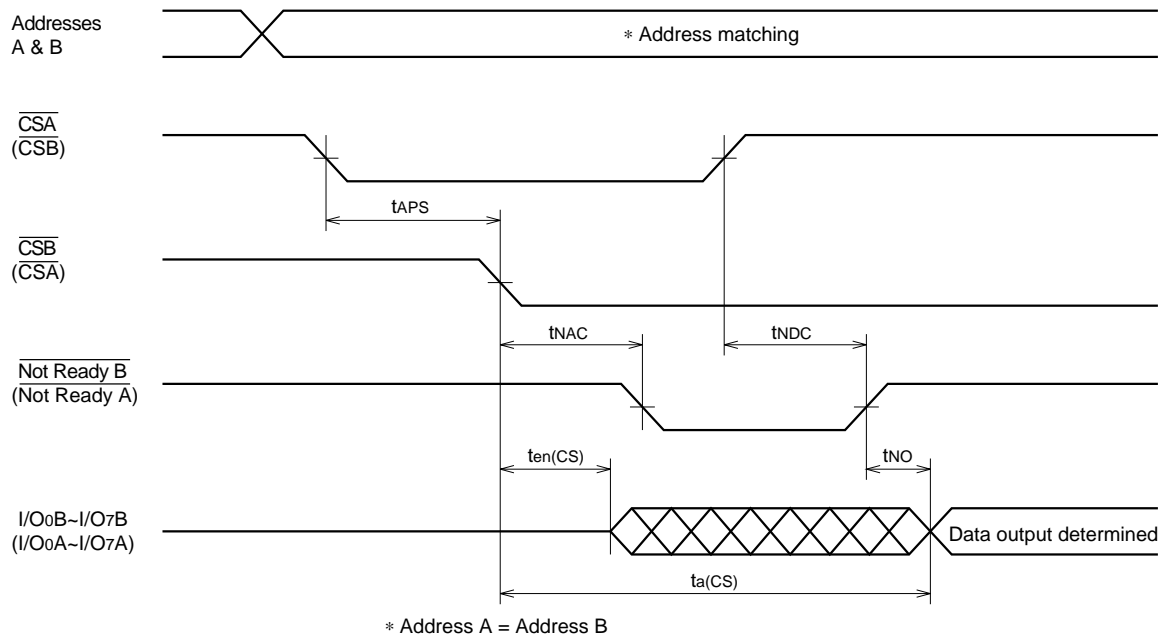 Addresses
A & B
∗ Address matching
CSA
(CSB)
tAPS
CSB
(CSA)
tNAC
tNDC
Not Ready B
(Not Ready A)
ten(CS)
tNO
I/O0B~I/O7B
(I/O0A~I/O7A)
Data output determined
ta(CS)
∗ Address A = Address B